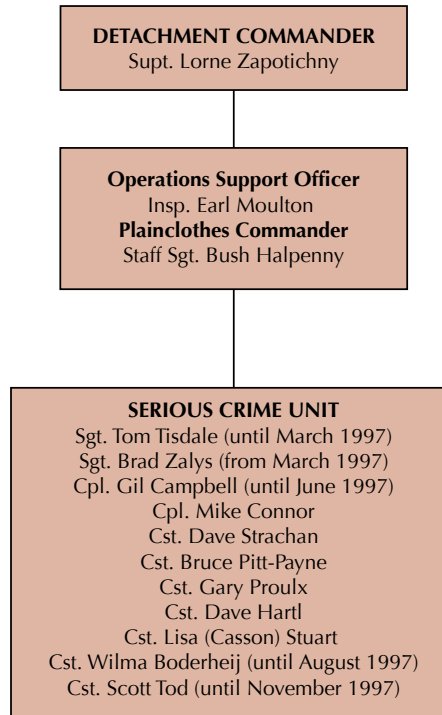 DETACHMENT COMMANDER
Supt. Lorne Zapotichny
Operations Support Officer
Insp. Earl Moulton
Plainclothes Commander
Staff Sgt. Bush Halpenny
SERIOUS CRIME UNIT
Sgt. Tom Tisdale (until March 1997)
Sgt. Brad Zalys (from March 1997)
Cpl. Gil Campbell (until June 1997)
Cpl. Mike Connor
Cst. Dave Strachan
Cst. Bruce Pitt-Payne
Cst. Gary Proulx
Cst. Dave Hartl
Cst. Lisa (Casson) Stuart
Cst. Wilma Boderheij (until August 1997)
Cst. Scott Tod (until November 1997)